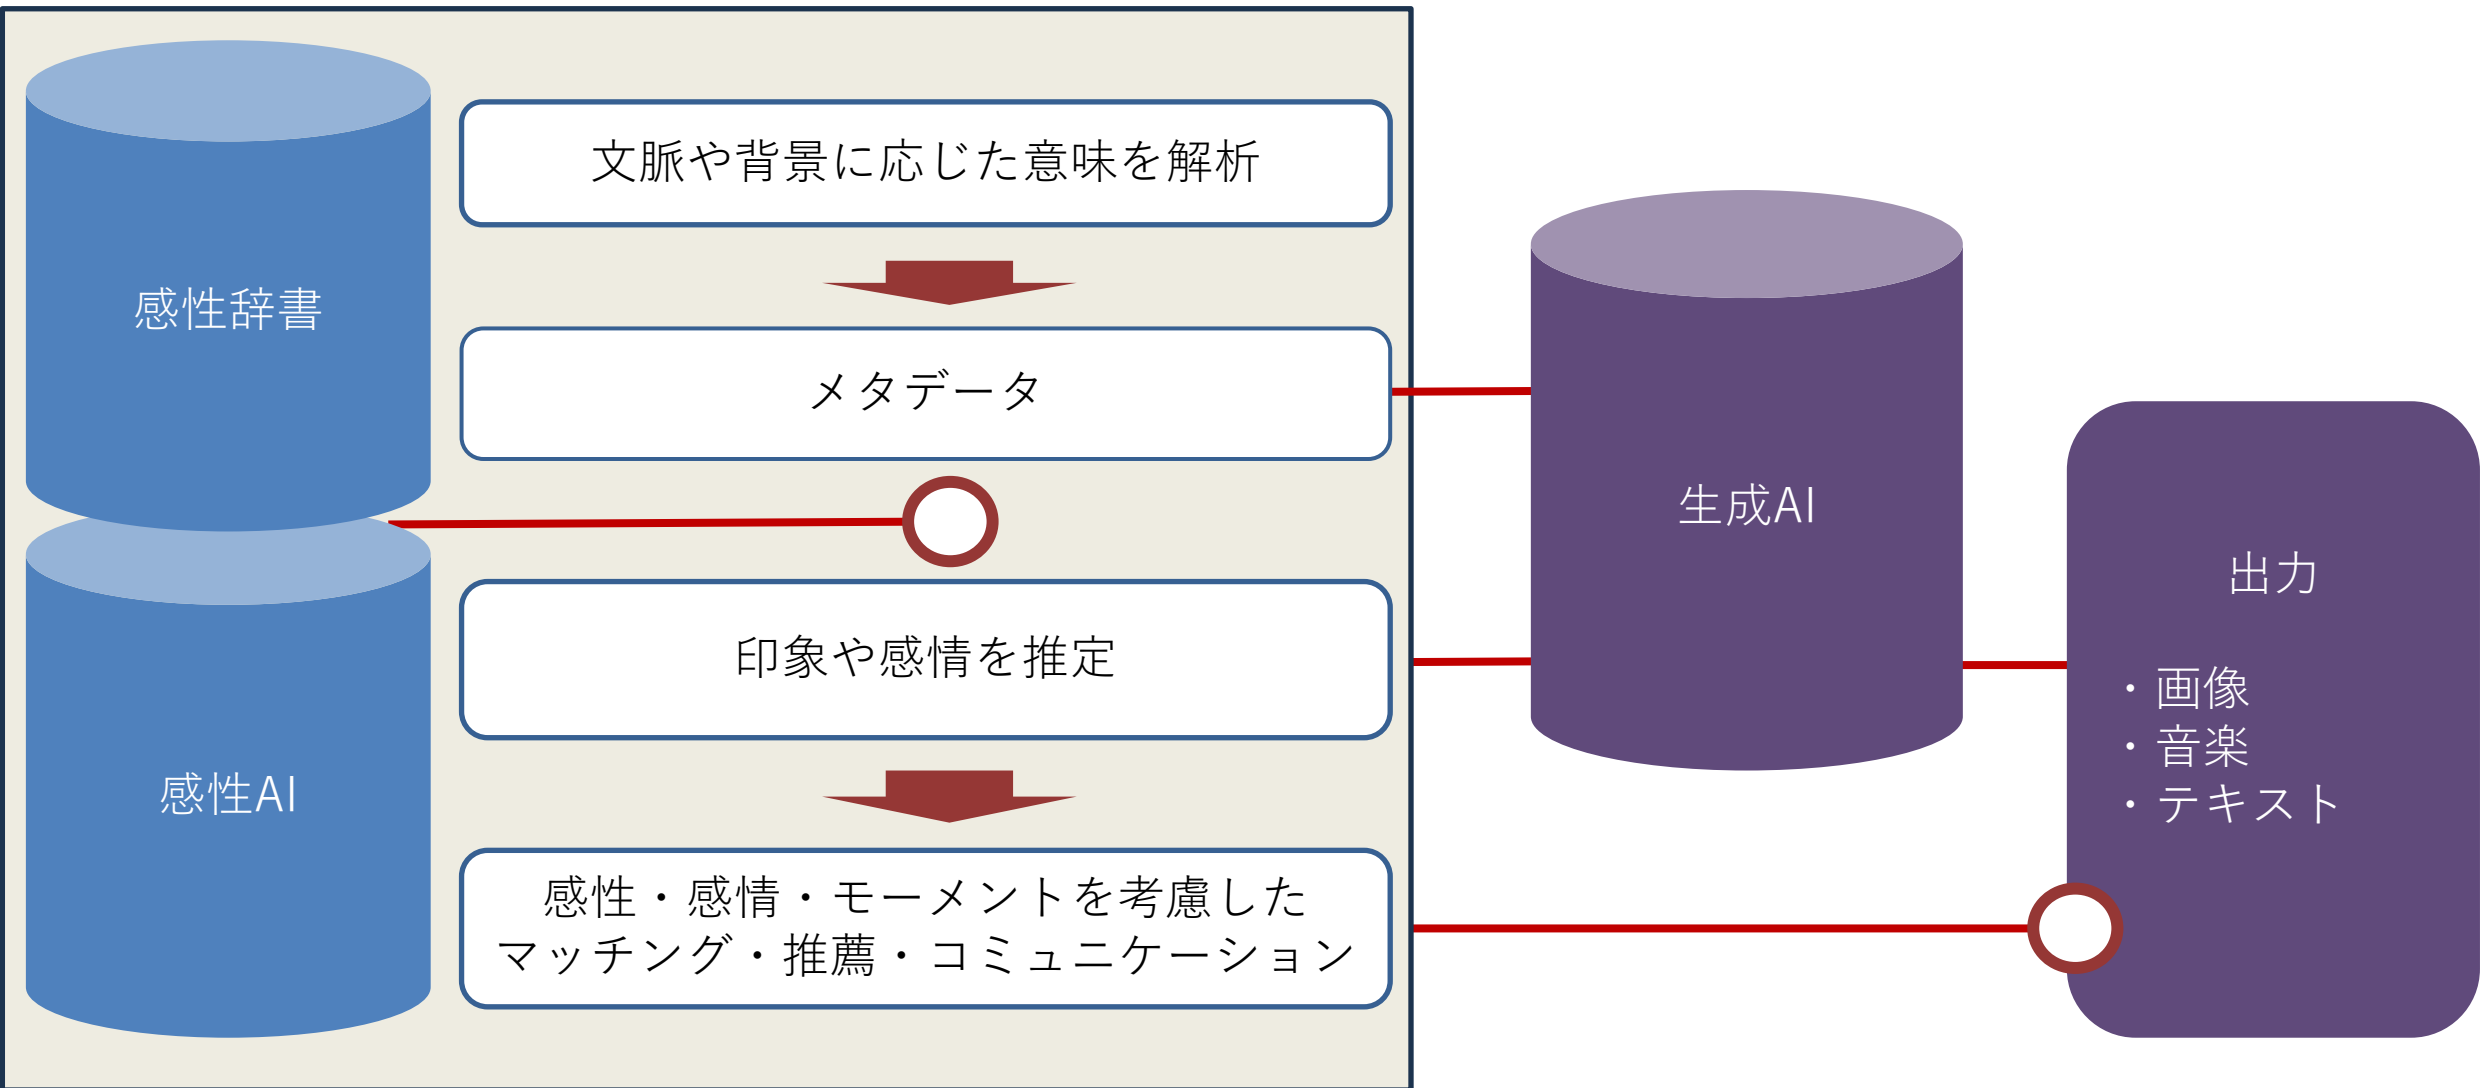 感性辞書
文脈や背景に応じた意味を解析
メタデータ
感性AI
印象や感情を推定
感性・感情・モーメントを考慮した
マッチング・推薦・コミュニケーション
生成AI
出力
・画像
・音楽
・テキスト